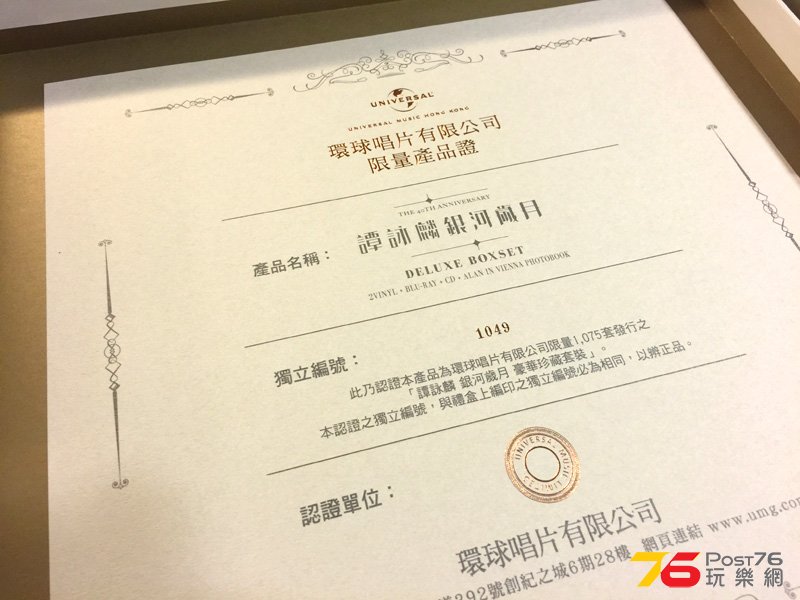 UNIVERSAL
UNIVERSAL MUSIC HONG KONG
環球唱片有限公司
限量產品證
THE 40TH ANNIVERSARY
產品名稱：
譚詠麟銀河歲月
DELUXE BOXSET
2VINYL • BLU-RAY • CD • ALAN IN VIENNA PHOTOBOOK
獨立編號：
1049
此乃認證本產品為環球唱片有限公司限量1,075套發行之
「譚詠麟 銀河歲月 豪華珍藏套裝」。
本認證之獨立編號，與禮盒上編印之獨立編號必為相同，以辨正品。
認證單位：
UNIVERSAL MUSIC LIMITED
環球唱片有限公司
292號創紀之城6期28樓 網頁連結 www.umg.com
76 Post76
玩樂網